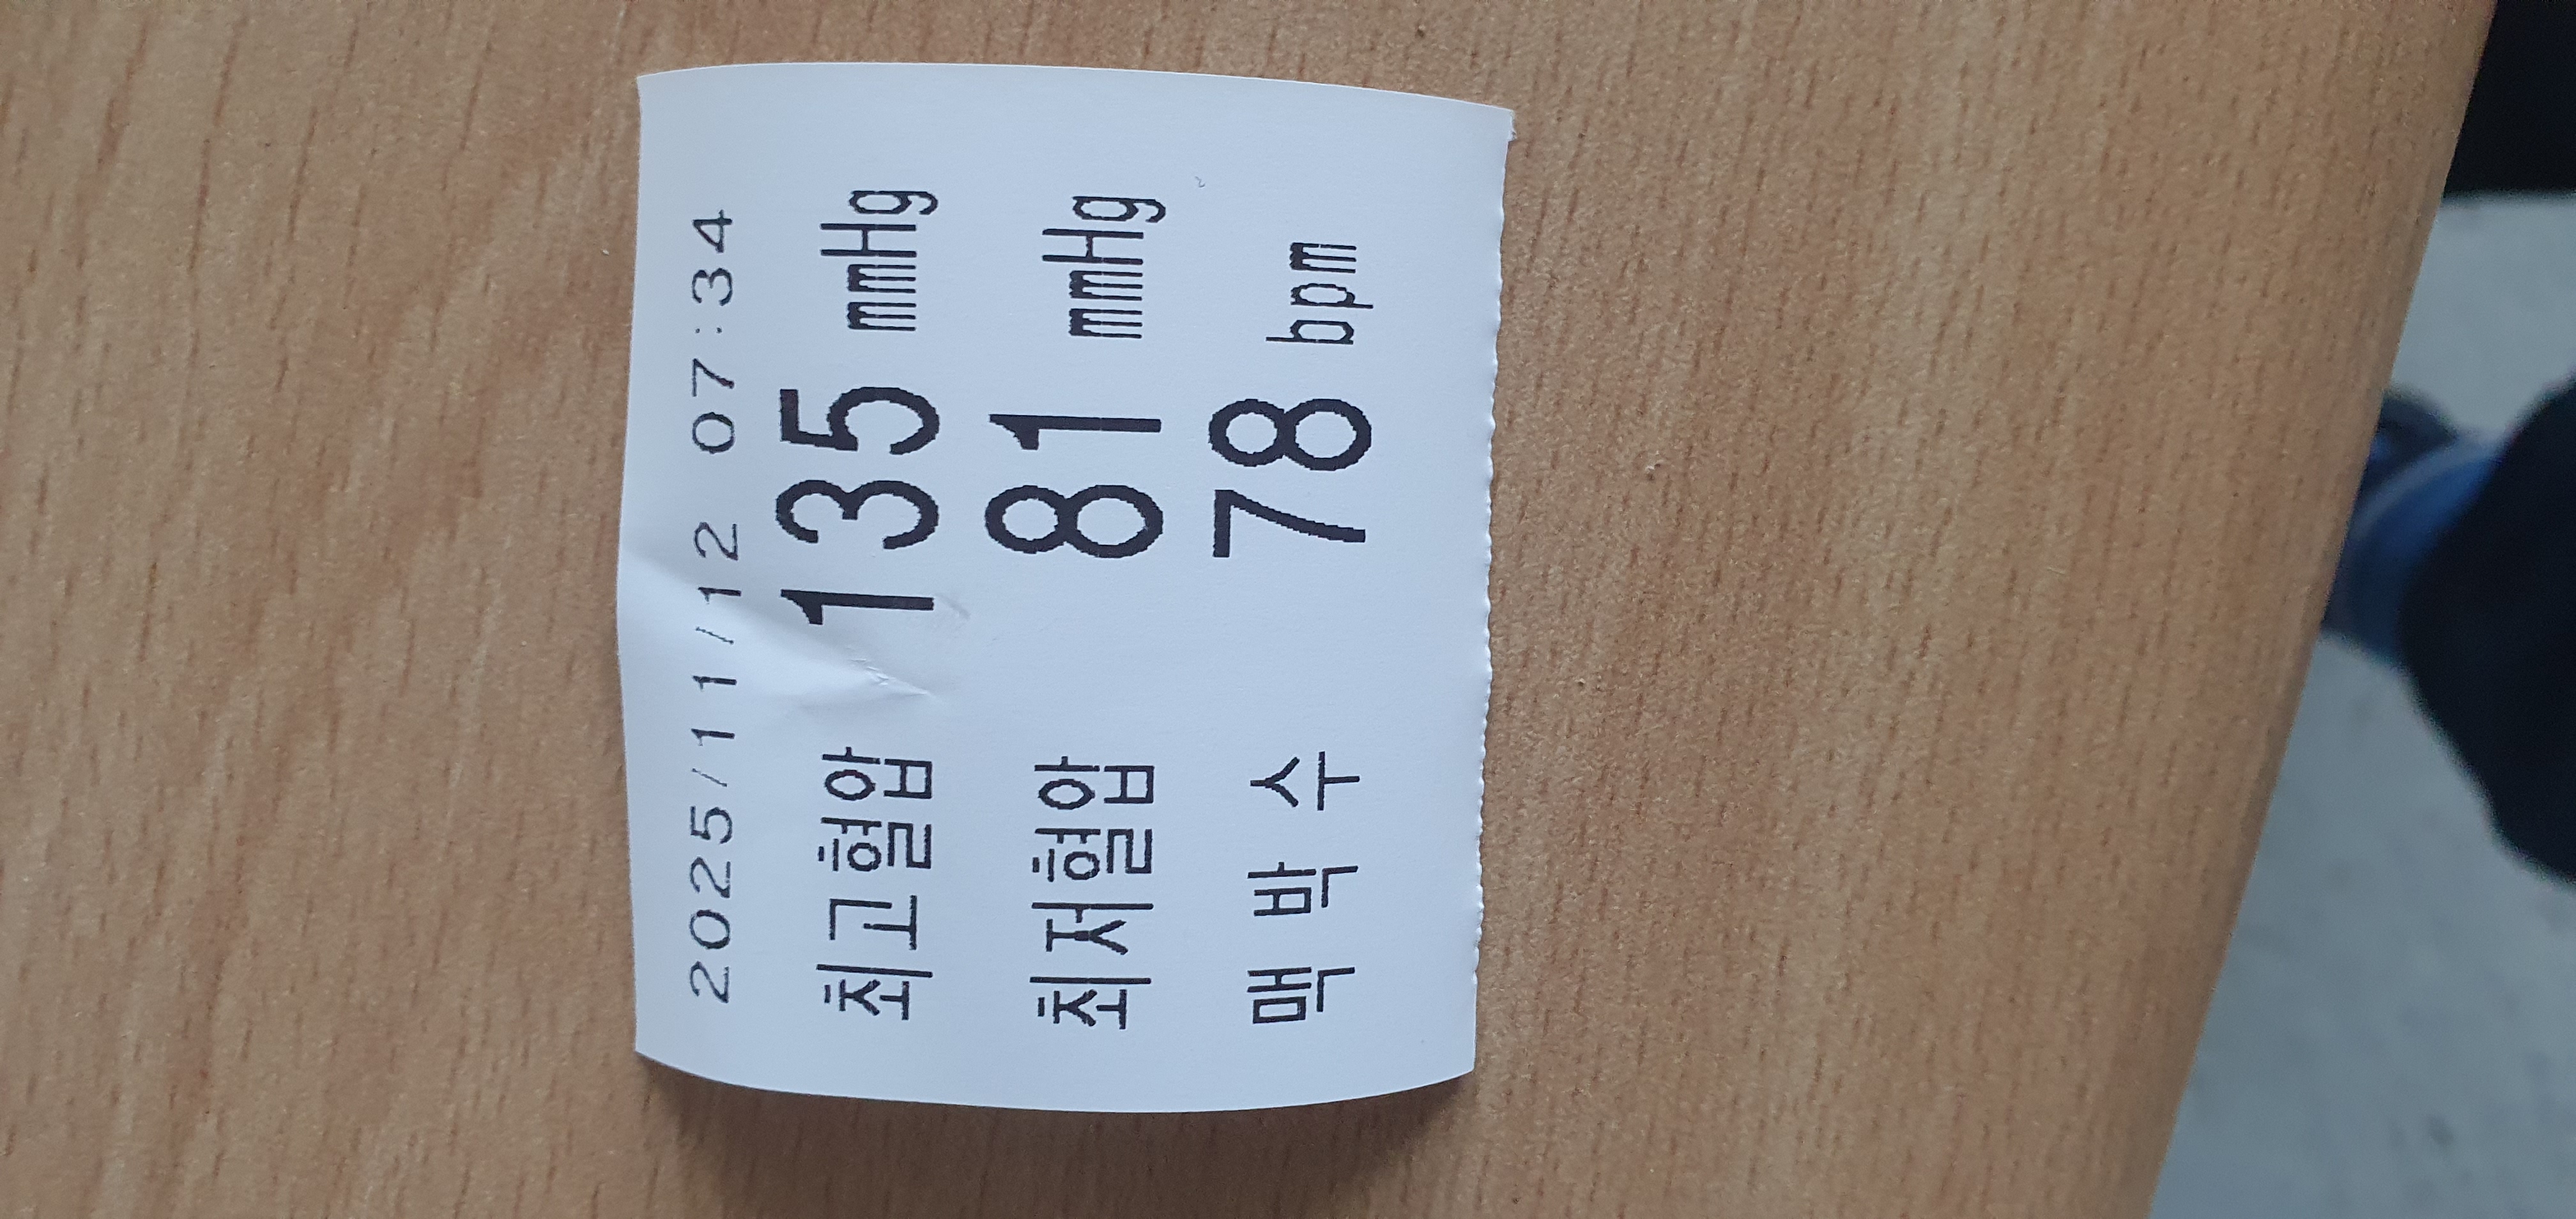 2025/11/12 07:34
최고혈압 135 mmHg
최저혈압 81 mmHg
맥 박 수 78 bpm